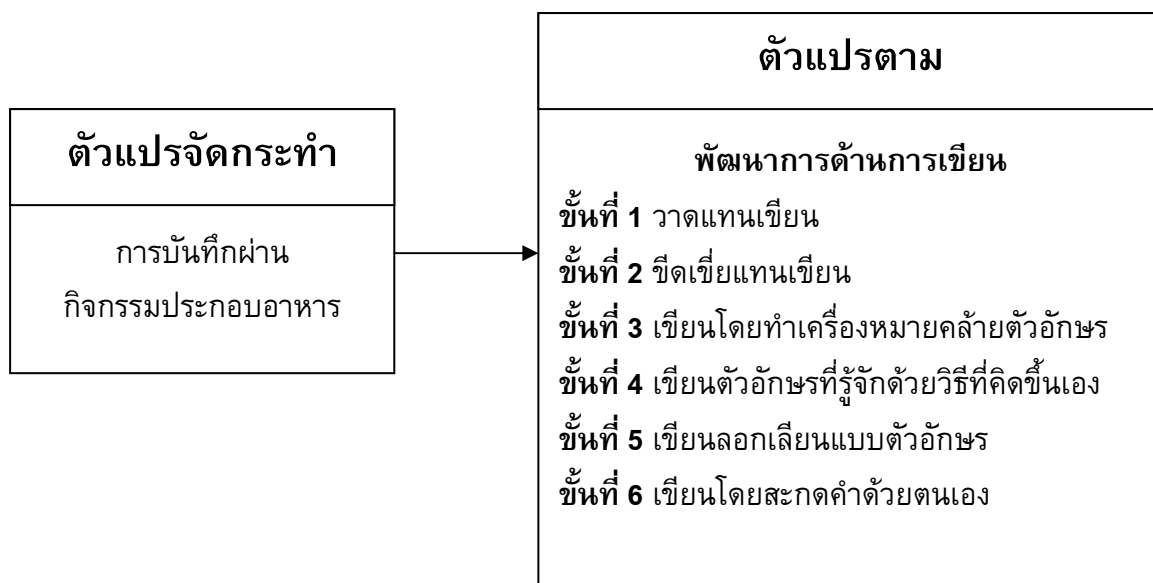 ตัวแปรจัดกระทำ
การบันทึกผ่าน
กิจกรรมประกอบอาหาร
ตัวแปรตาม
พัฒนาการด้านการเขียน
ขั้นที่ 1 วาดแทนเขียน
ขั้นที่ 2 ขีดเขี่ยแทนเขียน
ขั้นที่ 3 เขียนโดยทำเครื่องหมายคล้ายตัวอักษร
ขั้นที่ 4 เขียนตัวอักษรที่รู้จักด้วยวิธีที่คิดขึ้นเอง
ขั้นที่ 5 เขียนลอกเลียนแบบตัวอักษร
ขั้นที่ 6 เขียนโดยสะกดคำด้วยตนเอง